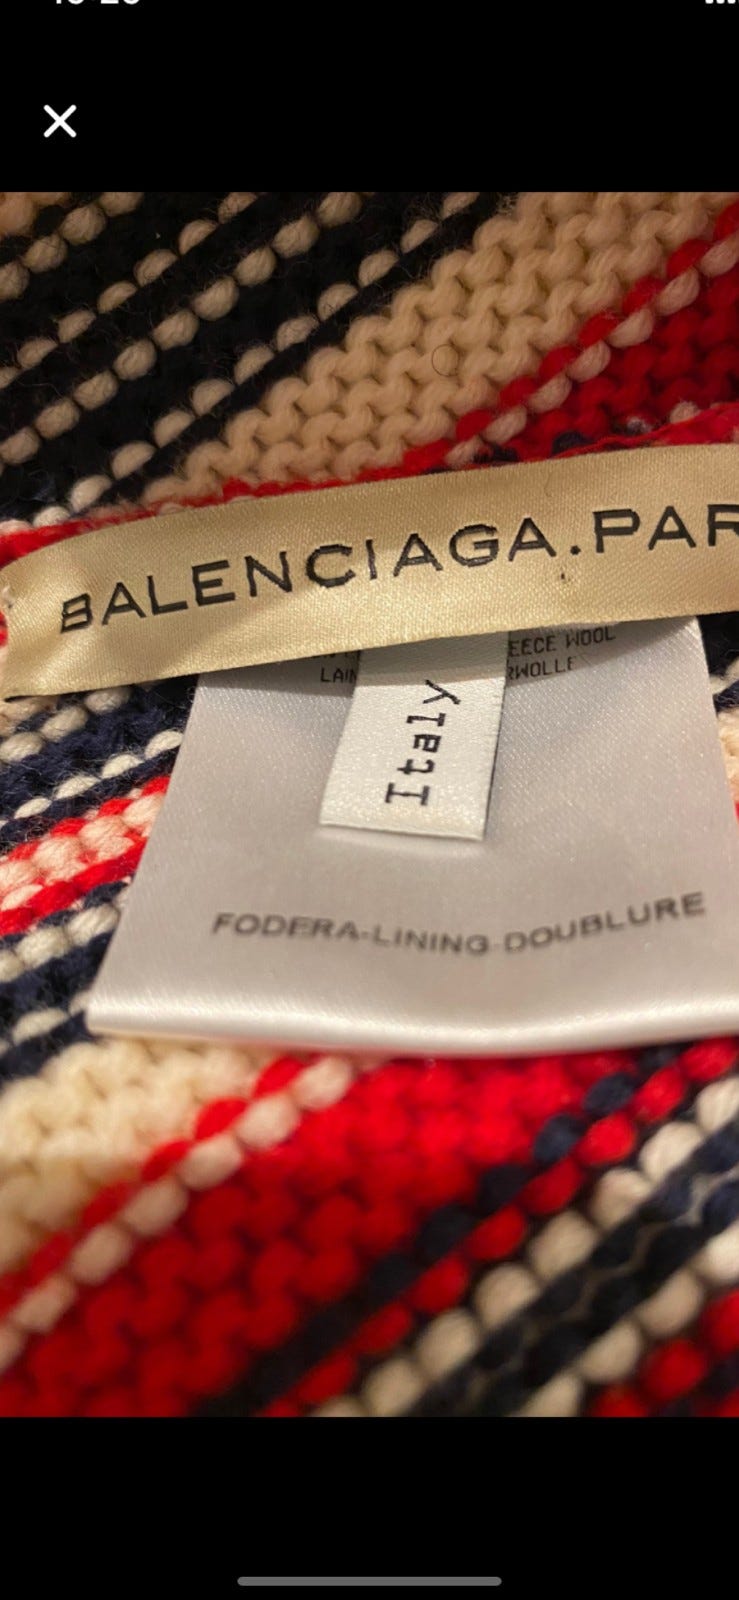 BALENCIAGA.PAR
EECE WOOL
LAIN RWOLLE
Italy
FODERA-LINING-DOUBLURE